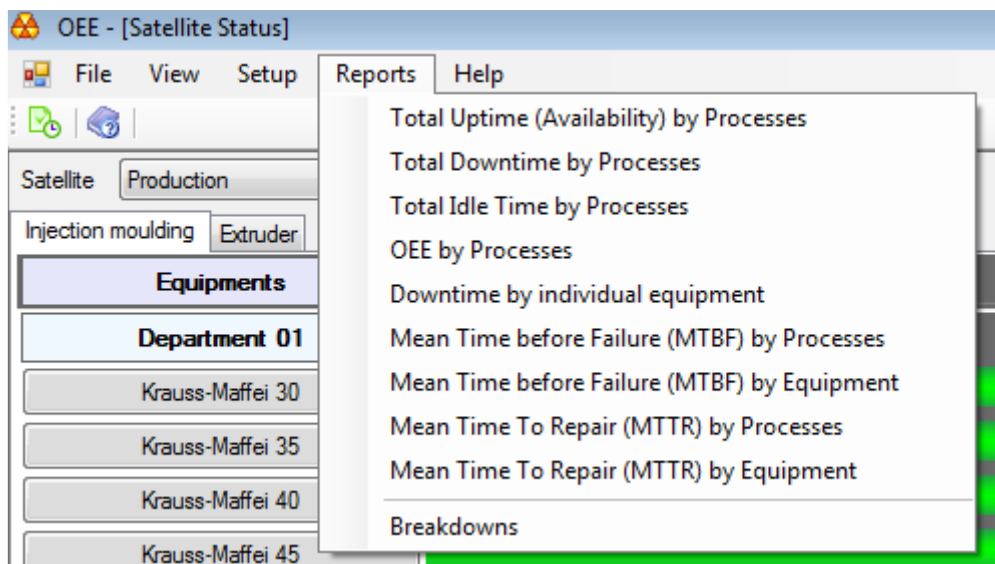 OEE - [Satellite Status]
File View Setup Reports Help
Total Uptime (Availability) by Processes
Total Downtime by Processes
Total Idle Time by Processes
OEE by Processes
Downtime by individual equipment
Mean Time before Failure (MTBF) by Processes
Mean Time before Failure (MTBF) by Equipment
Mean Time To Repair (MTTR) by Processes
Mean Time To Repair (MTTR) by Equipment
Breakdowns
Satellite Production
Injection moulding Extruder
Equipments
Department 01
Krauss-Maffei 30
Krauss-Maffei 35
Krauss-Maffei 40
Krauss-Maffei 45